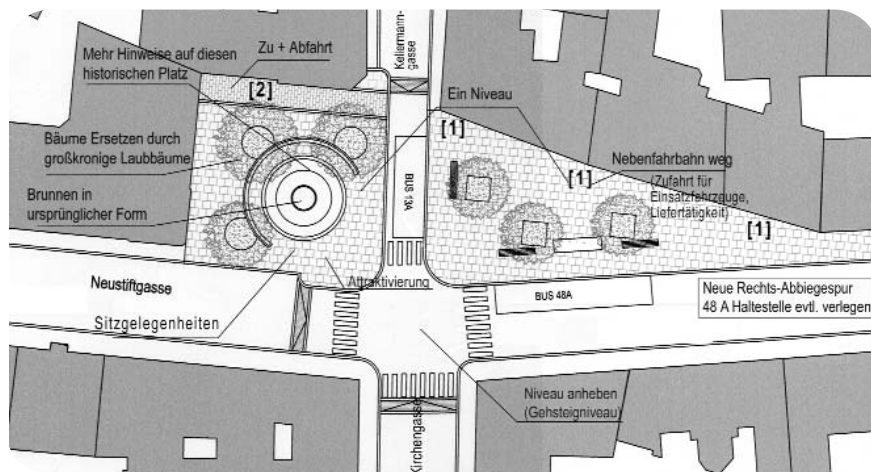 Mehr Hinweise auf diesen
historischen Platz
Zu + Abfahrt
Kellermann-
gasse
[2]
Ein Niveau
[1]
Bäume Ersetzen durch
großkronige Laubbäume
Brunnen in
ursprünglicher Form
BUS 13A
[1]
Nebenfahrbahn weg
(Zufahrt für
Einsatzfahrzeuge,
Liefertätigkeit)
[1]
Neustiftgasse
Attraktivierung
Sitzgelegenheiten
BUS 48A
Neue Rechts-Abbiegespur
48 A Haltestelle evtl. verlegen
Niveau anheben
(Gehsteigniveau)
Kirchengasse